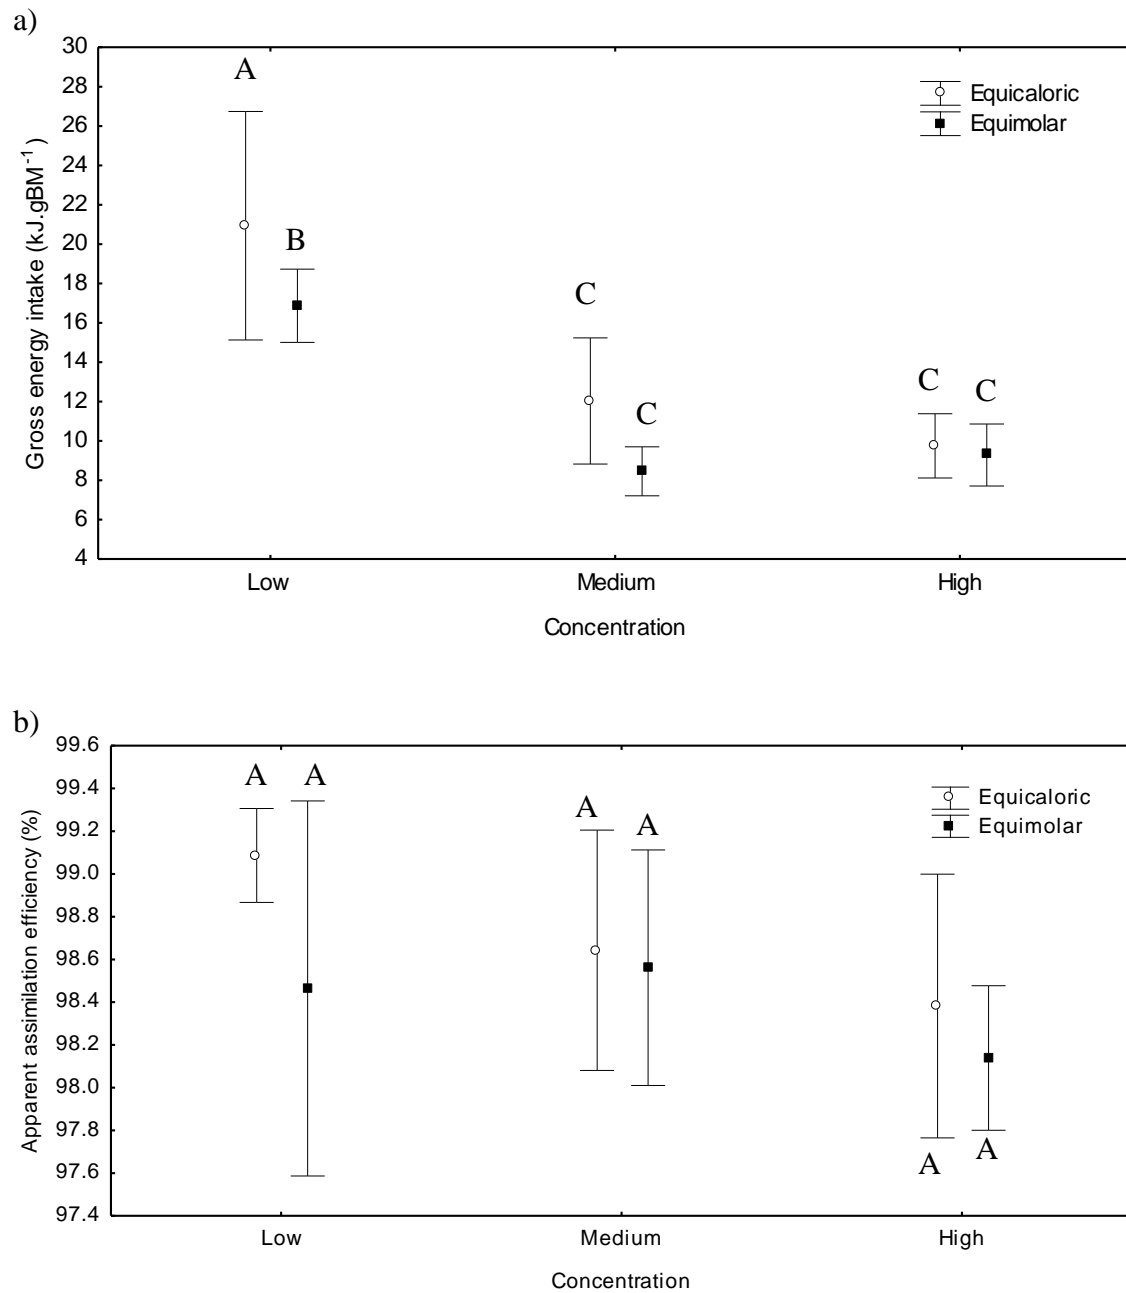 a)
30
28
26
24
22
20
18
16
14
12
10
8
6
4
Gross energy intake (kJ.gBM⁻¹)
A
B
C
C
C
C
Equicaloric
Equimolar
Low Medium High
Concentration
b)
99.6
99.4
99.2
99.0
98.8
98.6
98.4
98.2
98.0
97.8
97.6
97.4
Apparent assimilation efficiency (%)
A A
A A
A A
Equicaloric
Equimolar
Low Medium High
Concentration